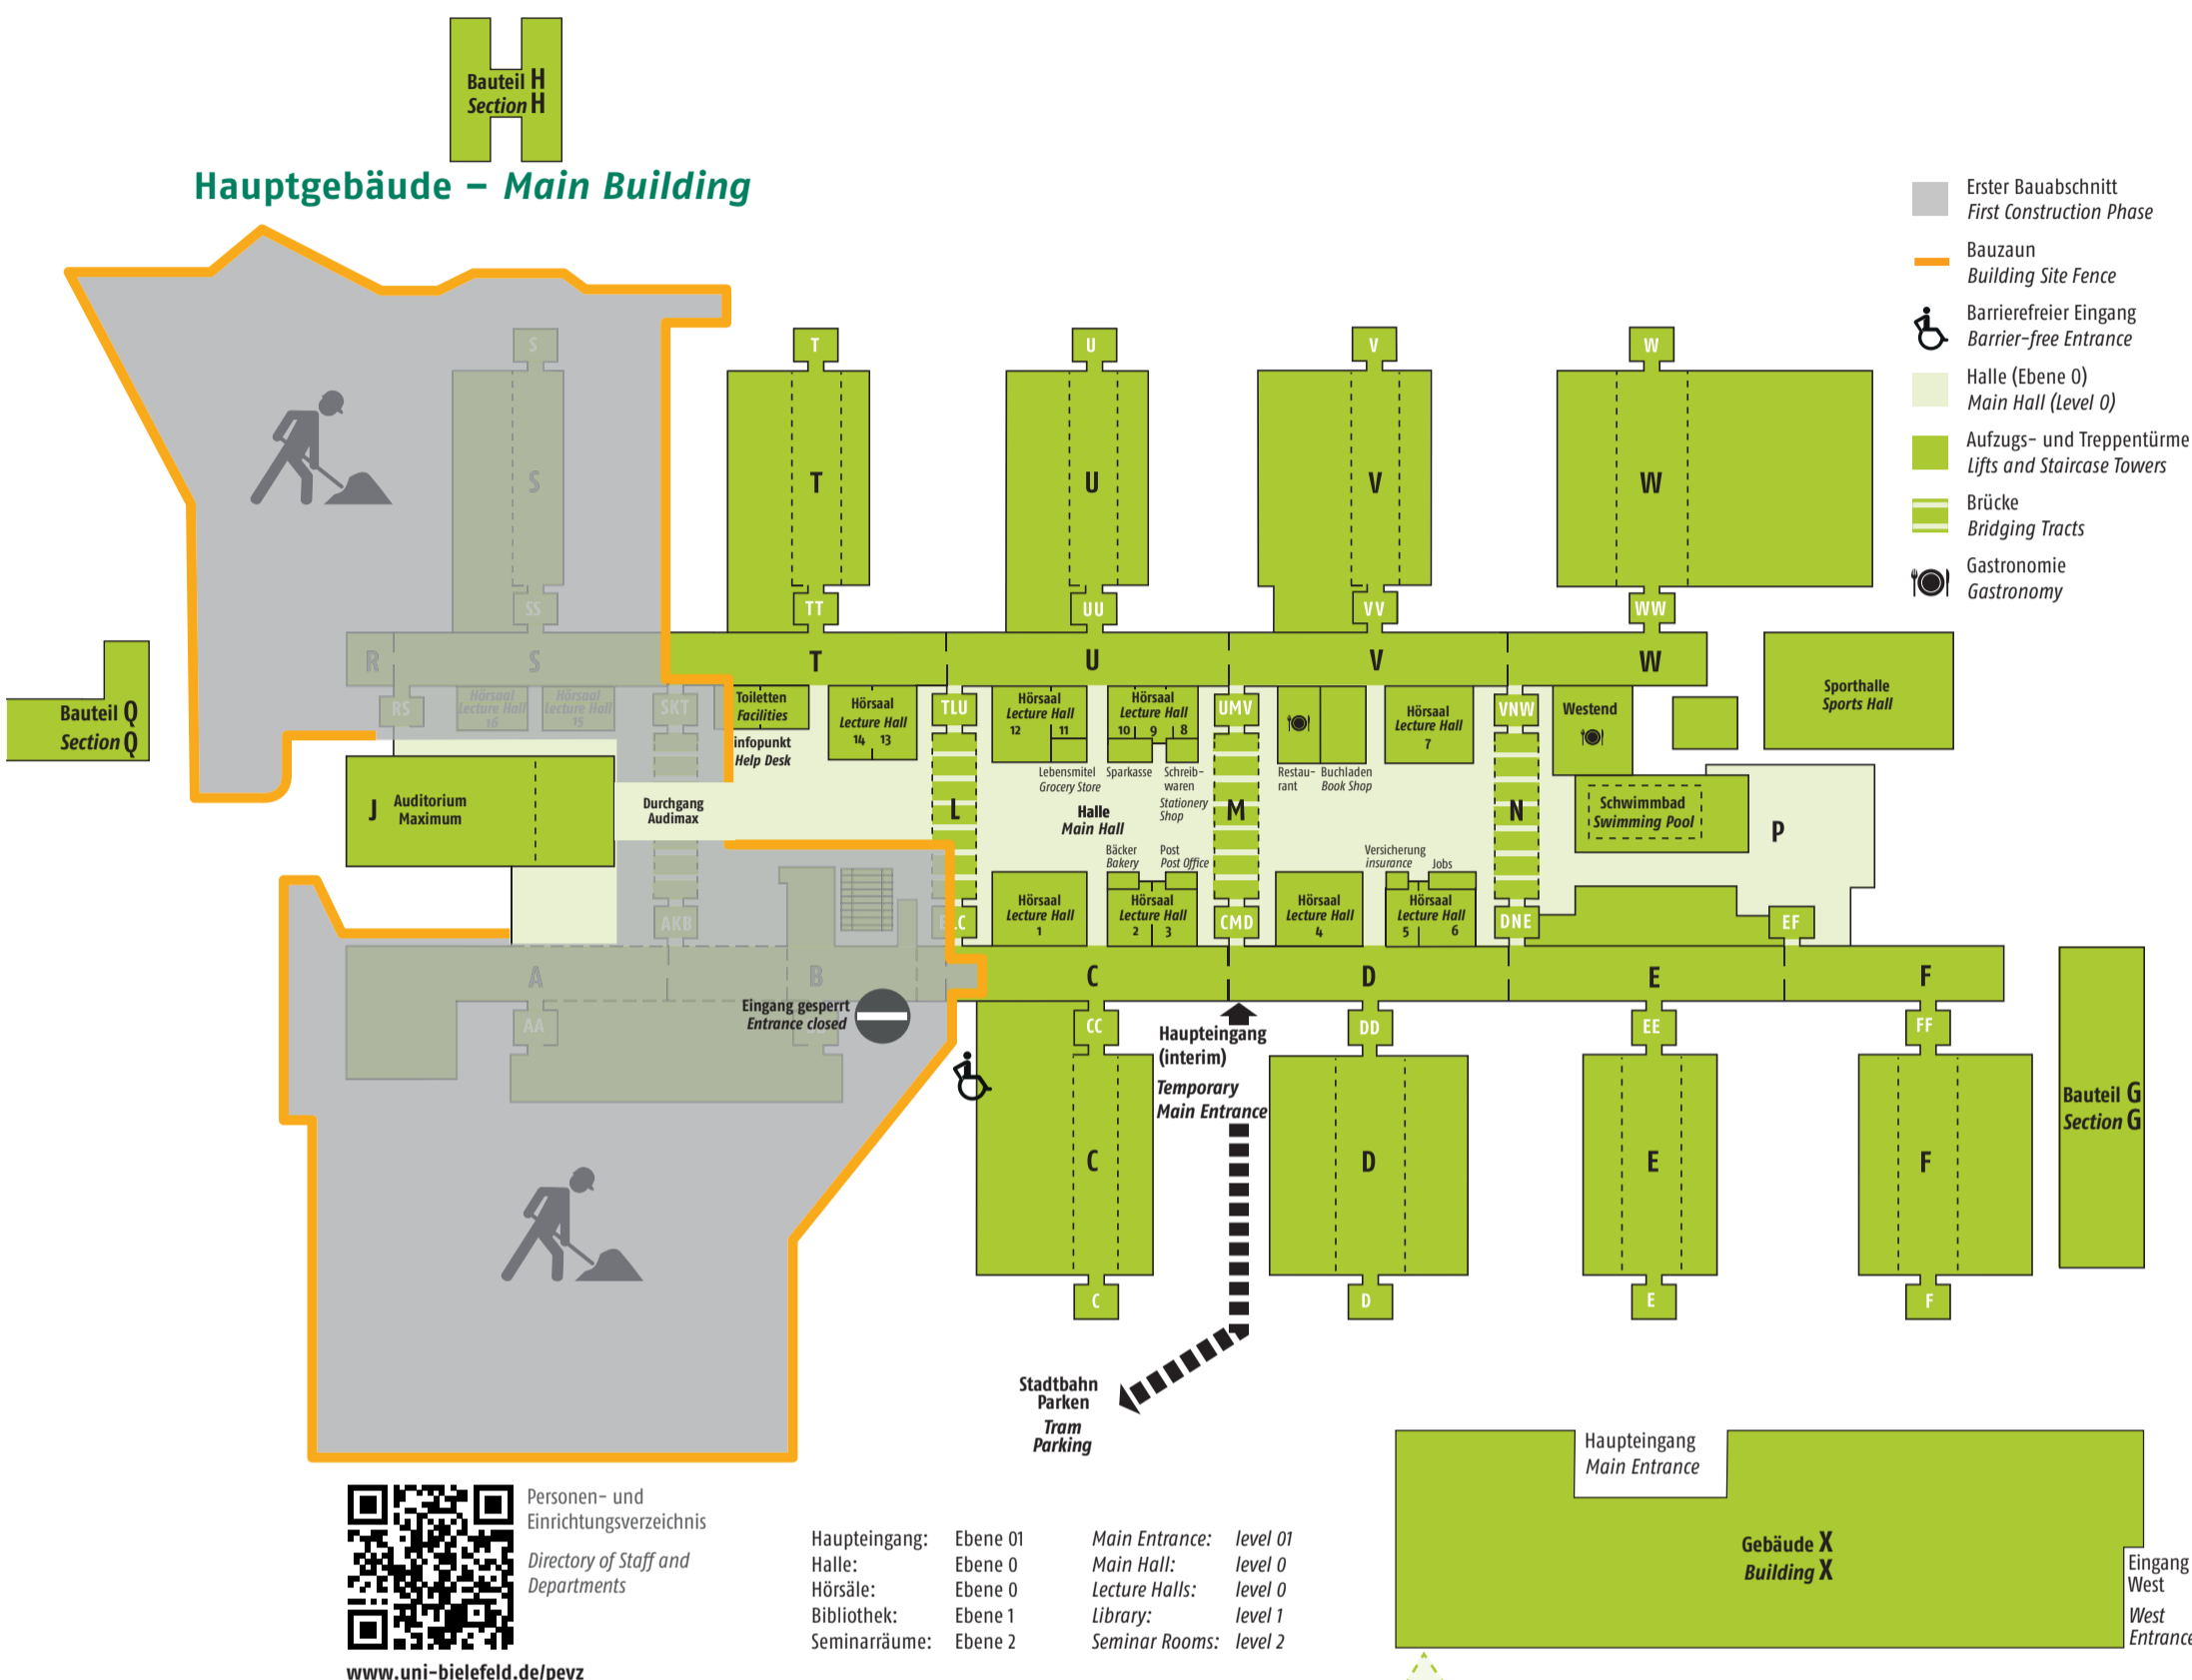 Bauteil H
Section H
Hauptgebäude – Main Building
Erster Bauabschnitt
First Construction Phase
Bauzaun
Building Site Fence
Barrierefreier Eingang
Barrier-free Entrance
Halle (Ebene 0)
Main Hall (Level 0)
Aufzugs- und Treppentürme
Lifts and Staircase Towers
Brücke
Bridging Tracts
Gastronomie
Gastronomy
S
T
U
V
W
S
T
U
V
W
SS
TT
UU
VV
WW
R
S
T
U
V
W
Bauteil Q
Section Q
RS
Hörsaal
Lecture Hall
16
Hörsaal
Lecture Hall
15
SKT
Toiletten
Facilities
infopunkt
Help Desk
Hörsaal
Lecture Hall
14 13
TLU
Hörsaal
Lecture Hall
12 11
Hörsaal
Lecture Hall
10 9 8
UMV
Hörsaal
Lecture Hall
7
VNW
Westend
Sporthalle
Sports Hall
Lebensmitel
Grocery Store
Sparkasse
Schreib-
waren
Stationery
Shop
Restau-
rant
Buchladen
Book Shop
J
Auditorium
Maximum
Durchgang
Audimax
L
Halle
Main Hall
M
N
Schwimmbad
Swimming Pool
P
Bäcker
Bakery
Post
Post Office
Versicherung
insurance
Jobs
AKB
Hörsaal
Lecture Hall
1
Hörsaal
Lecture Hall
2 3
CMD
Hörsaal
Lecture Hall
4
Hörsaal
Lecture Hall
5 6
DNE
EF
A
B
C
D
E
F
Eingang gesperrt
Entrance closed
AA
CC
DD
EE
FF
Haupteingang
(interim)
Temporary
Main Entrance
C
D
E
F
Bauteil G
Section G
C
D
E
F
Stadtbahn
Parken
Tram
Parking
Haupteingang
Main Entrance
Gebäude X
Building X
Eingang
West
West
Entrance
Personen- und
Einrichtungsverzeichnis
Directory of Staff and
Departments
www.uni-bielefeld.de/pevz
Haupteingang: Ebene 01 Main Entrance: level 01
Halle: Ebene 0 Main Hall: level 0
Hörsäle: Ebene 0 Lecture Halls: level 0
Bibliothek: Ebene 1 Library: level 1
Seminarräume: Ebene 2 Seminar Rooms: level 2